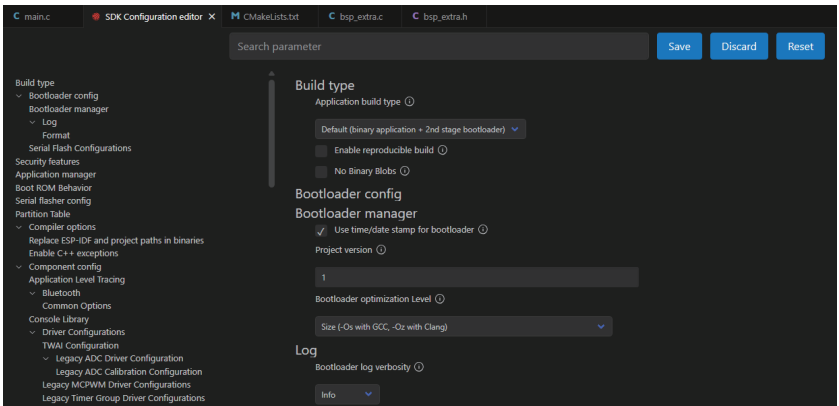 main.c
SDK Configuration editor
CMakeLists.txt
bsp_extra.c
bsp_extra.h
Search parameter
Save
Discard
Reset
Build type
Bootloader config
Bootloader manager
Log
Format
Serial Flash Configurations
Security features
Application manager
Boot ROM Behavior
Serial flasher config
Partition Table
Compiler options
Replace ESP-IDF and project paths in binaries
Enable C++ exceptions
Component config
Application Level Tracing
Bluetooth
Common Options
Console Library
Driver Configurations
TWAI Configuration
Legacy ADC Driver Configuration
Legacy ADC Calibration Configuration
Legacy MCPWM Driver Configurations
Legacy Timer Group Driver Configurations
Build type
Application build type
Default (binary application + 2nd stage bootloader)
Enable reproducible build
No Binary Blobs
Bootloader config
Bootloader manager
Use time/date stamp for bootloader
Project version
1
Bootloader optimization Level
Size (-Os with GCC, -Oz with Clang)
Log
Bootloader log verbosity
Info